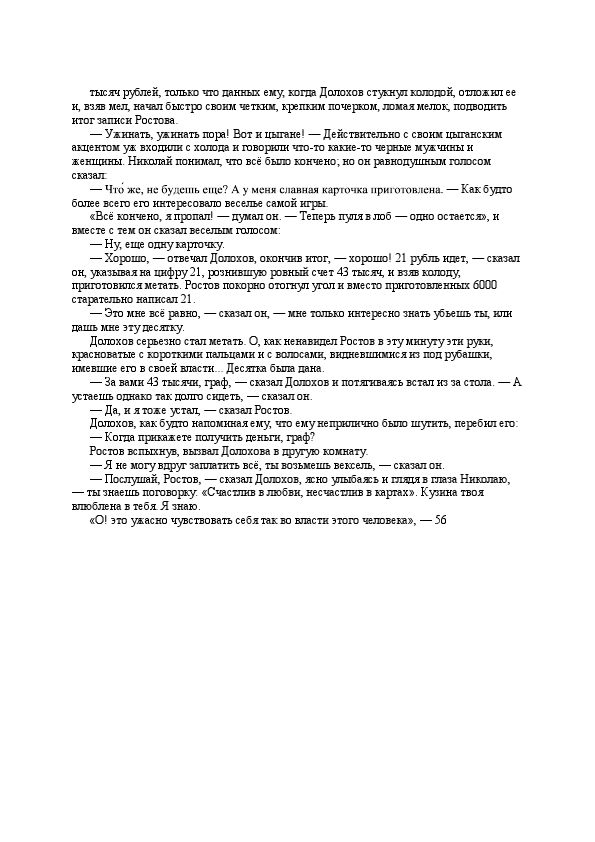 тысяч рублей, только что данных ему, когда Долохов стукнул колодой, отложил ее
и, взяв мел, начал быстро своим четким, крепким почерком, ломая мелок, подводить
итог записи Ростова.
— Ужинать, ужинать пора! Вот и цыгане! — Действительно с своим цыганским
акцентом уж входили с холода и говорили что-то какие-то черные мужчины и
женщины. Николай понимал, что всё было кончено; но он равнодушным голосом
сказал:
— Что́ же, не будешь еще? А у меня славная карточка приготовлена. — Как будто
более всего его интересовало веселье самой игры.
«Всё кончено, я пропал! — думал он. — Теперь пуля в лоб — одно остается», и
вместе с тем он сказал веселым голосом:
— Ну, еще одну карточку.
— Хорошо, — отвечал Долохов, окончив итог, — хорошо! 21 рубль идет, — сказал
он, указывая на цифру 21, рознившую ровный счет 43 тысяч, и взяв колоду,
приготовился метать. Ростов покорно отогнул угол и вместо приготовленных 6000
старательно написал 21.
— Это мне всё равно, — сказал он, — мне только интересно знать убьешь ты, или
дашь мне эту десятку.
Долохов серьезно стал метать. О, как ненавидел Ростов в эту минуту эти руки,
красноватые с короткими пальцами и с волосами, видневшимися из под рубашки,
имевшие его в своей власти... Десятка была дана.
— За вами 43 тысячи, граф, — сказал Долохов и потягиваясь встал из за стола. — А
устаешь однако так долго сидеть, — сказал он.
— Да, и я тоже устал, — сказал Ростов.
Долохов, как будто напоминая ему, что ему неприлично было шутить, перебил его:
— Когда прикажете получить деньги, граф?
Ростов вспыхнув, вызвал Долохова в другую комнату.
— Я не могу вдруг заплатить всё, ты возьмешь вексель, — сказал он.
— Послушай, Ростов, — сказал Долохов, ясно улыбаясь и глядя в глаза Николаю,
— ты знаешь поговорку: «Счастлив в любви, несчастлив в картах». Кузина твоя
влюблена в тебя. Я знаю.
«О! это ужасно чувствовать себя так во власти этого человека», — 56